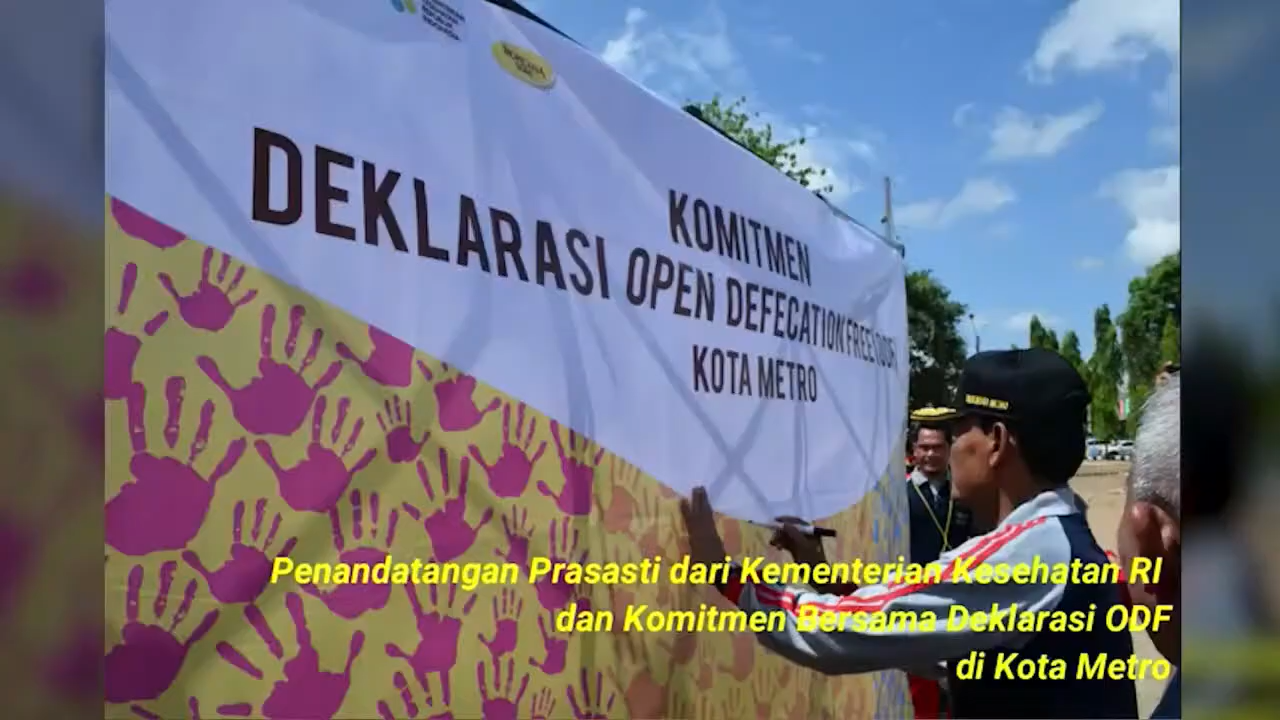 KOMITMEN
DEKLARASI OPEN DEFECATION FREE (ODF)
KOTA METRO
Penandatangan Prasasti dari Kementerian Kesehatan RI
dan Komitmen Bersama Deklarasi ODF
di Kota Metro